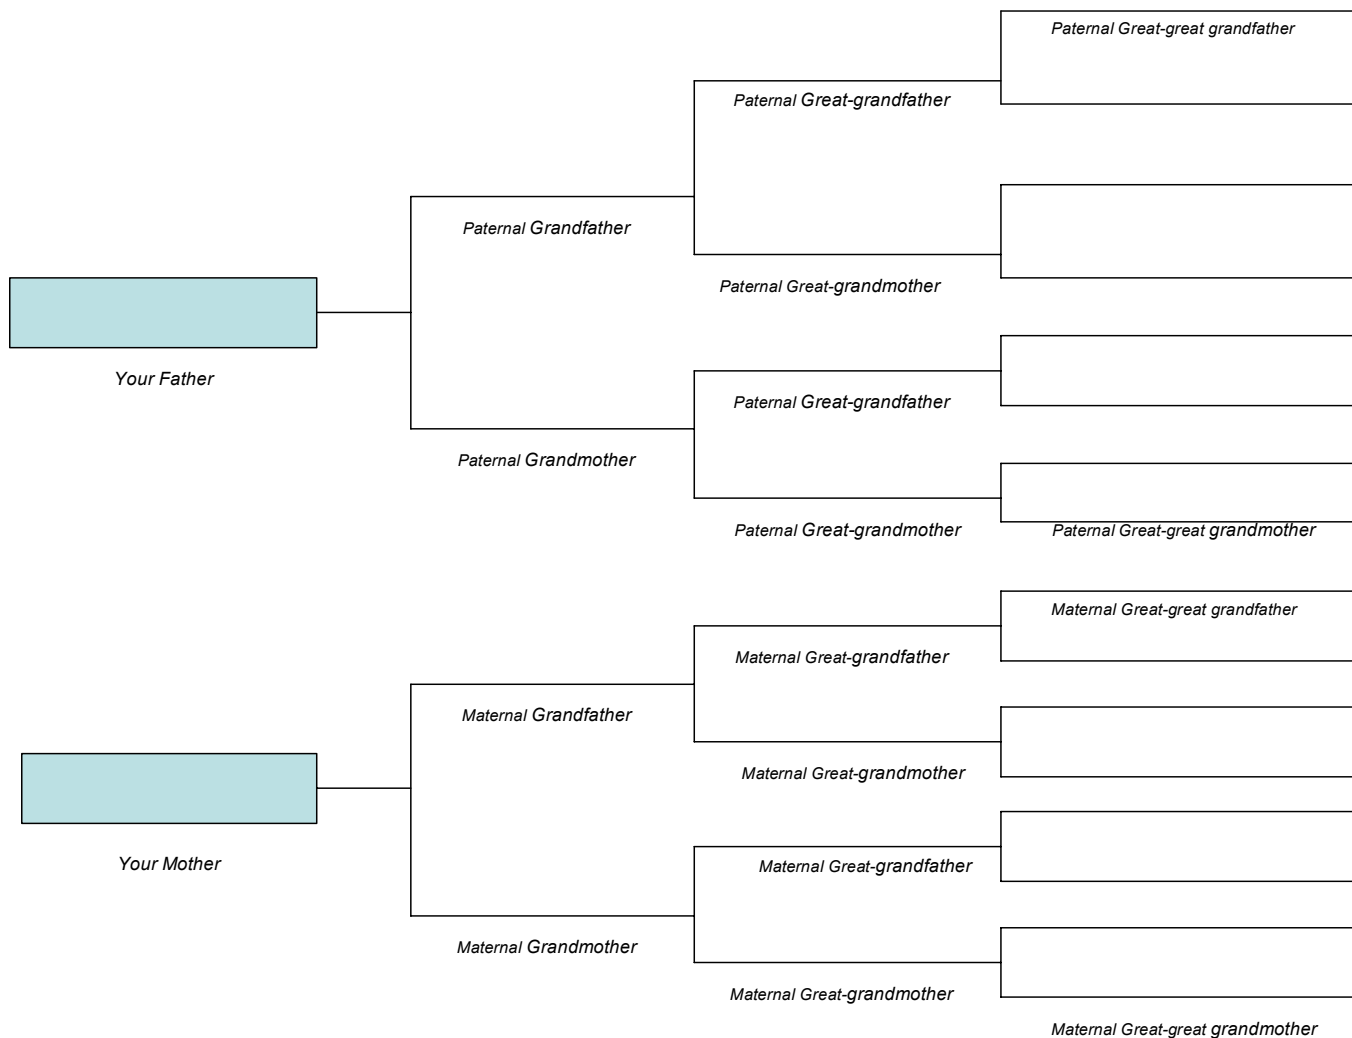 Paternal Great-great grandfather
Paternal Great-grandfather
Paternal Grandfather
Paternal Great-grandmother
Your Father
Paternal Great-grandfather
Paternal Grandmother
Paternal Great-grandmother
Paternal Great-great grandmother
Maternal Great-great grandfather
Maternal Great-grandfather
Maternal Grandfather
Maternal Great-grandmother
Your Mother
Maternal Great-grandfather
Maternal Grandmother
Maternal Great-grandmother
Maternal Great-great grandmother